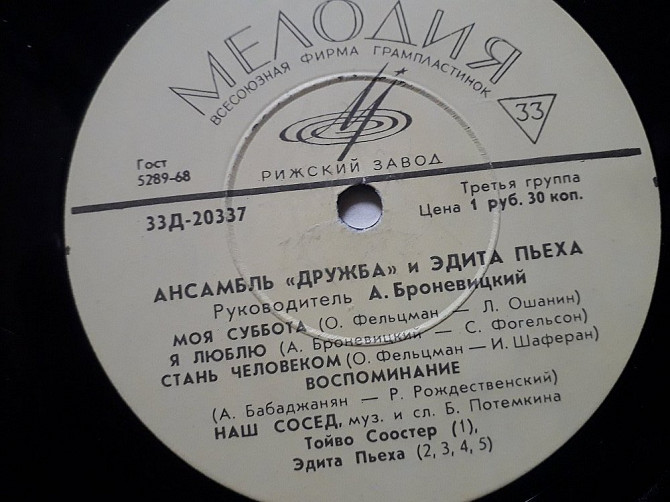 МЕЛОДИЯ
ВСЕСОЮЗНАЯ ФИРМА ГРАМПЛАСТИНОК
33
Гост
5289-68
РИЖСКИЙ ЗАВОД
Третья группа
33Д-20337
Цена 1 руб. 30 коп.
АНСАМБЛЬ «ДРУЖБА» и ЭДИТА ПЬЕХА
Руководитель А. Броневицкий
МОЯ СУББОТА (О. Фельцман — Л. Ошанин)
Я ЛЮБЛЮ (А. Броневицкий — С. Фогельсон)
СТАНЬ ЧЕЛОВЕКОМ (О. Фельцман — И. Шаферан)
ВОСПОМИНАНИЕ
(А. Бабаджанян — Р. Рождественский)
НАШ СОСЕД, муз. и сл. Б. Потемкина
Тойво Соостер (1),
Эдита Пьеха (2, 3, 4, 5)